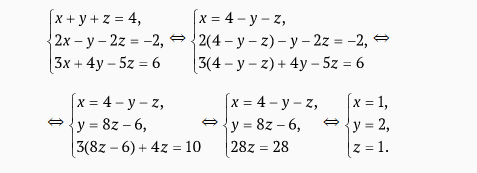 {x + y + z = 4, ⇔ {x = 4 − y − z, ⇔
{2x − y − 2z = −2, {2(4 − y − z) − y − 2z = −2,
{3x + 4y − 5z = 6 {3(4 − y − z) + 4y − 5z = 6
⇔ {x = 4 − y − z, ⇔ {x = 4 − y − z, ⇔ {x = 1,
{y = 8z − 6, {y = 8z − 6, {y = 2,
{3(8z − 6) + 4z = 10 {28z = 28 {z = 1.